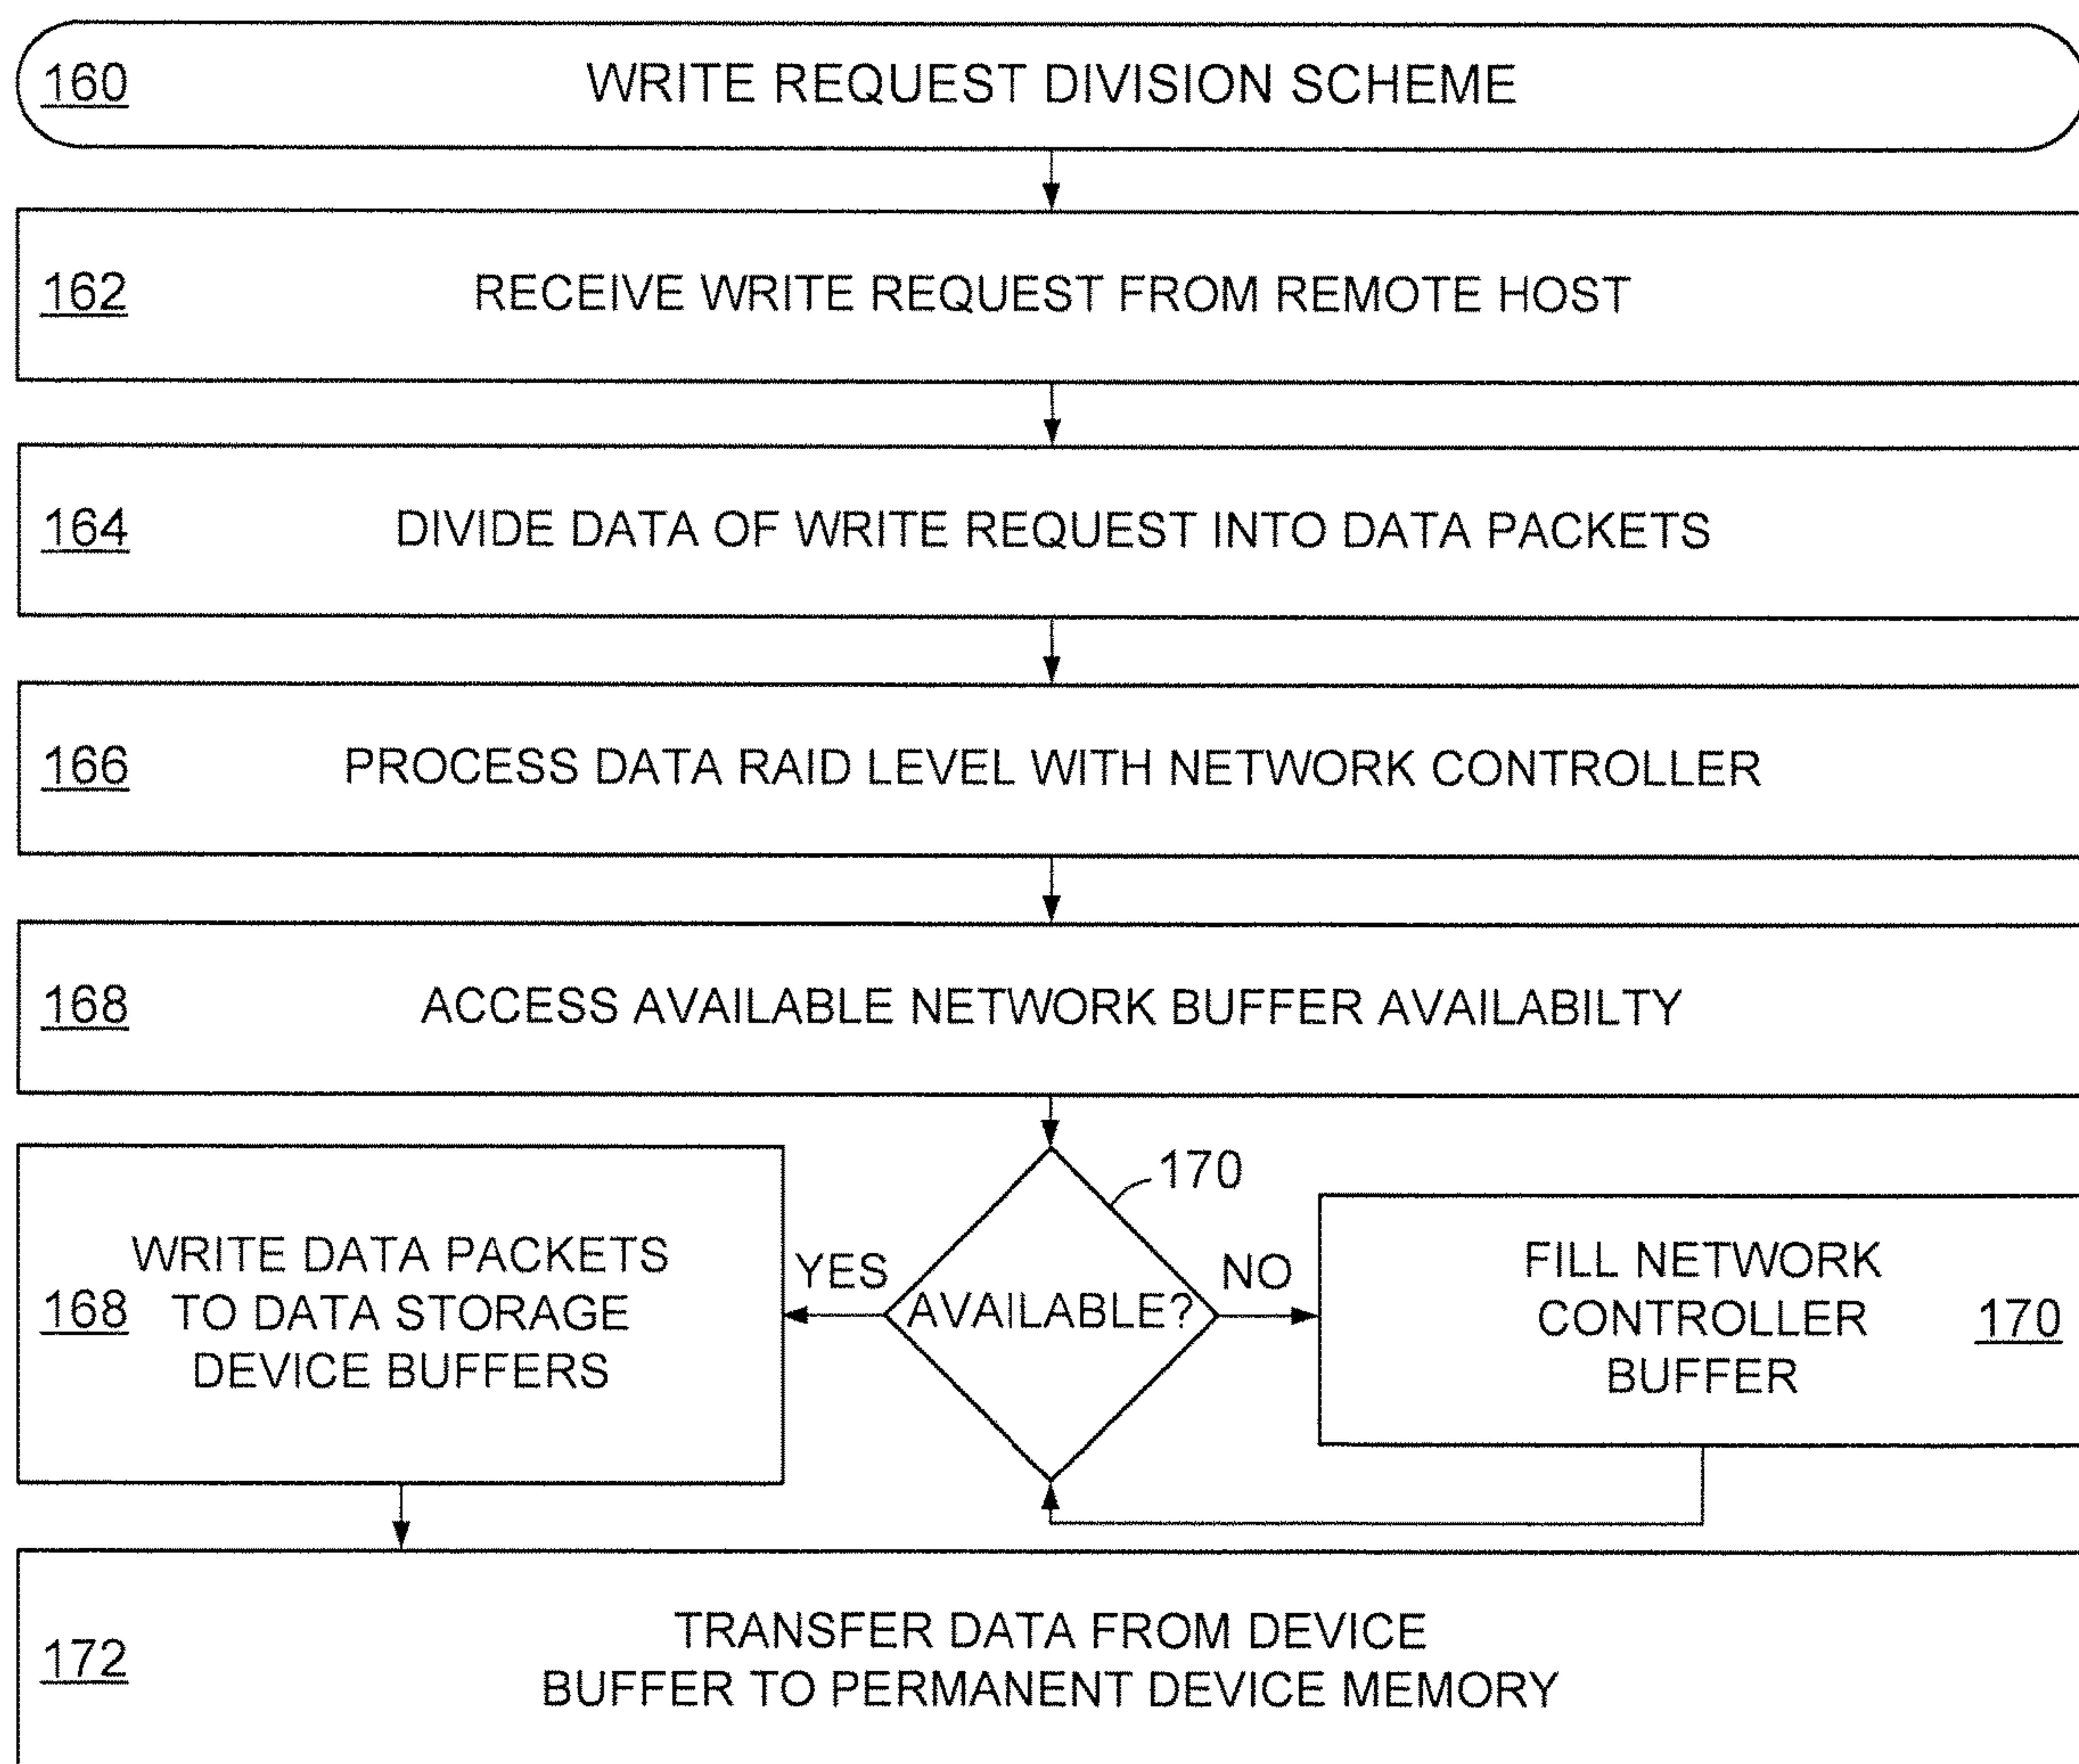 160 WRITE REQUEST DIVISION SCHEME
162 RECEIVE WRITE REQUEST FROM REMOTE HOST
164 DIVIDE DATA OF WRITE REQUEST INTO DATA PACKETS
166 PROCESS DATA RAID LEVEL WITH NETWORK CONTROLLER
168 ACCESS AVAILABLE NETWORK BUFFER AVAILABILTY
WRITE DATA PACKETS
168 TO DATA STORAGE
DEVICE BUFFERS
YES
170
AVAILABLE?
NO
FILL NETWORK
CONTROLLER 170
BUFFER
172
TRANSFER DATA FROM DEVICE
BUFFER TO PERMANENT DEVICE MEMORY